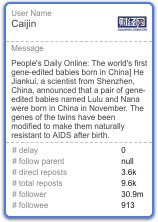 User Name
Caijin
Message
People's Daily Online: The world's first
gene-edited babies born in China] He
Jiankui, a scientist from Shenzhen,
China, announced that a pair of gene-
edited babies named Lulu and Nana
were born in China in November. The
genes of the twins have been
modified to make them naturally
resistant to AIDS after birth.
# delay 0
# follow parent null
# direct reposts 3.6k
# total reposts 9.6k
# follower 30.9m
# followee 913